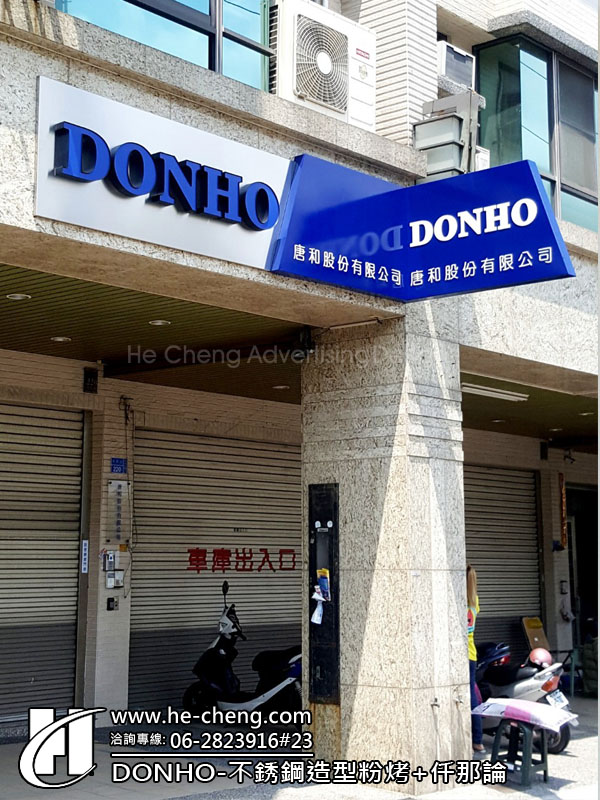 DONHO
DONHO
唐和股份有限公司
唐和股份有限公司
He Cheng Advertising De
車庫出入口
www.he-cheng.com
洽詢專線: 06-2823916#23
DONHO-不銹鋼造型粉烤+仟那論